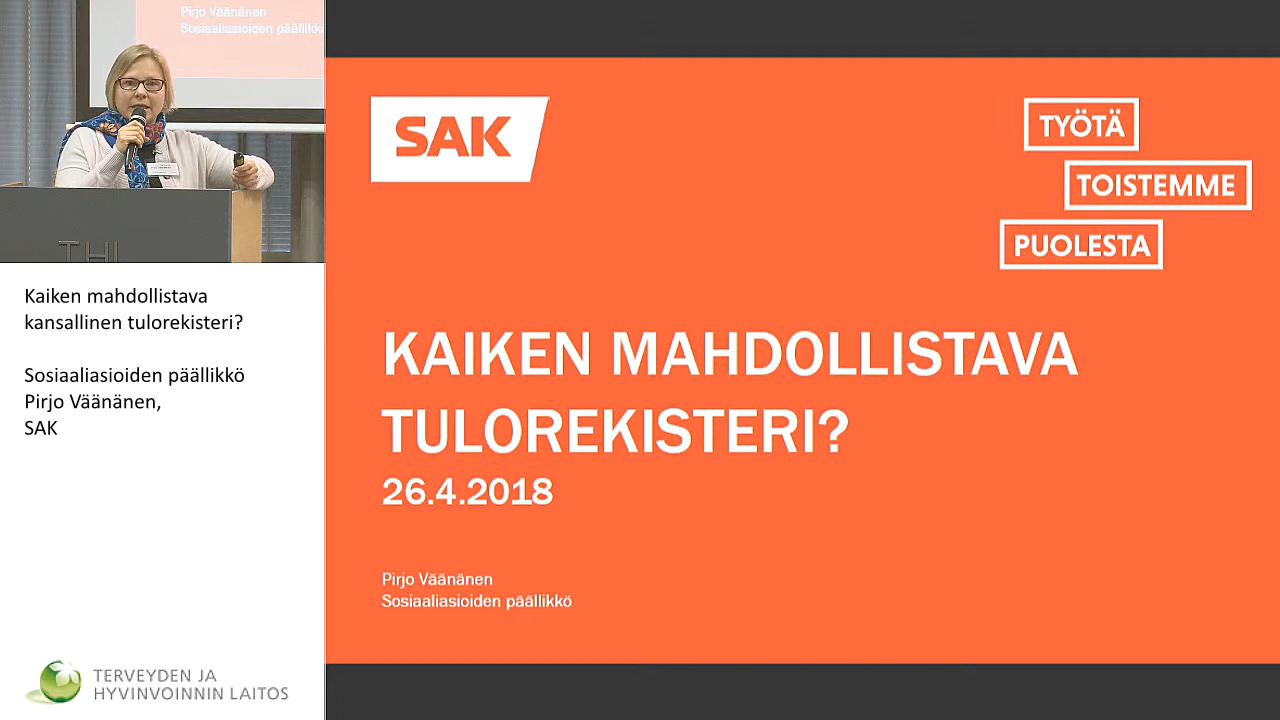 Pirjo Väänänen
Sosiaaliasioiden päällikkö
Kaiken mahdollistava
kansallinen tulorekisteri?
Sosiaaliasioiden päällikkö
Pirjo Väänänen,
SAK
TERVEYDEN JA
HYVINVOINNIN LAITOS
SAK
TYÖTÄ
TOISTEMME
PUOLESTA
KAIKEN MAHDOLLISTAVA
TULOREKISTERI?
26.4.2018
Pirjo Väänänen
Sosiaaliasioiden päällikkö